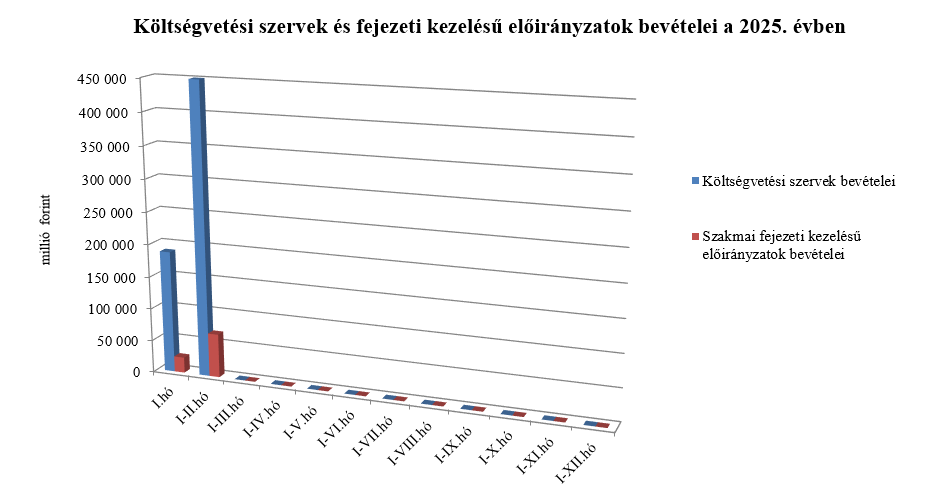 Költségvetési szervek és fejezeti kezelésű előirányzatok bevételei a 2025. évben
450 000
400 000
350 000
300 000
250 000
200 000
150 000
100 000
50 000
0
millió forint
I.hó
I-II.hó
I-III.hó
I-IV.hó
I-V.hó
I-VI.hó
I-VII.hó
I-VIII.hó
I-IX.hó
I-X.hó
I-XI.hó
I-XII.hó
Költségvetési szervek bevételei
Szakmai fejezeti kezelésű
előirányzatok bevételei